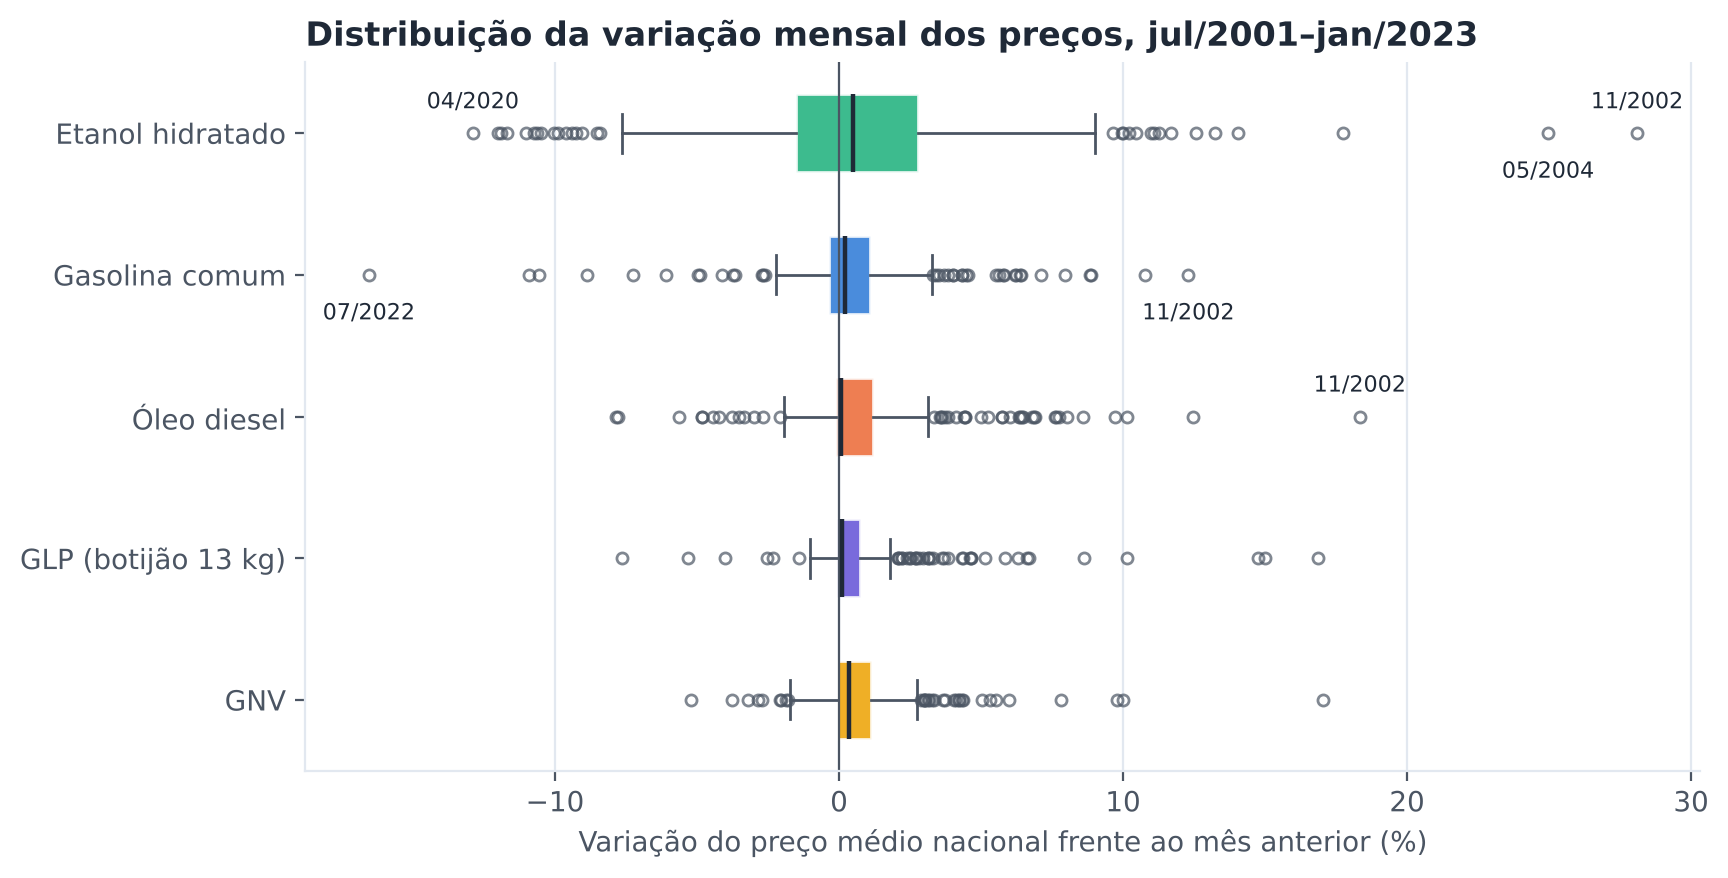 Distribuição da variação mensal dos preços, jul/2001–jan/2023
04/2020
11/2002
Etanol hidratado
05/2004
Gasolina comum
07/2022
11/2002
11/2002
Óleo diesel
GLP (botijão 13 kg)
GNV
−10
0
10
20
30
Variação do preço médio nacional frente ao mês anterior (%)